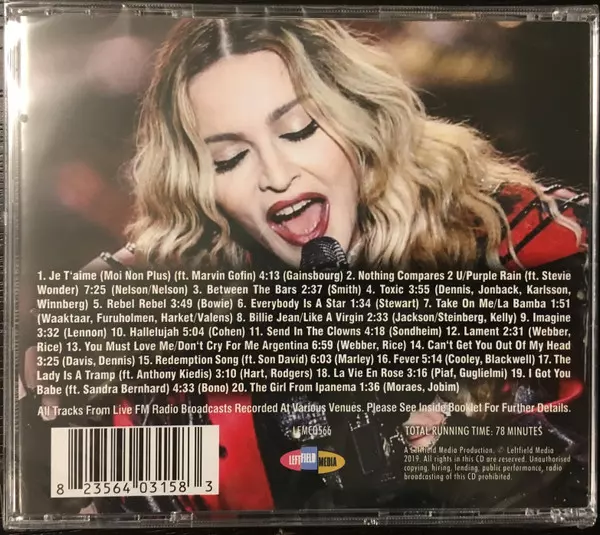 1. Je T'aime (Moi Non Plus) (ft. Marvin Gofin) 4:13 (Gainsbourg) 2. Nothing Compares 2 U/Purple Rain (ft. Stevie
Wonder) 7:25 (Nelson/Nelson) 3. Between The Bars 2:37 (Smith) 4. Toxic 3:55 (Dennis, Jonback, Karlsson,
Winnberg) 5. Rebel Rebel 3:49 (Bowie) 6. Everybody Is A Star 1:34 (Stewart) 7. Take On Me/La Bamba 1:51
(Waaktaar, Furuholmen, Harket/Valens) 8. Billie Jean/Like A Virgin 2:33 (Jackson/Steinberg, Kelly) 9. Imagine
3:32 (Lennon) 10. Hallelujah 5:04 (Cohen) 11. Send In The Clowns 4:18 (Sondheim) 12. Lament 2:31 (Webber,
Rice) 13. You Must Love Me/Don't Cry For Me Argentina 6:59 (Webber, Rice) 14. Can't Get You Out Of My Head
3:25 (Davis, Dennis) 15. Redemption Song (ft. Son David) 6:03 (Marley) 16. Fever 5:14 (Cooley, Blackwell) 17. The
Lady Is A Tramp (ft. Anthony Kiedis) 3:10 (Hart, Rodgers) 18. La Vie En Rose 3:16 (Piaf, Guglielmi) 19. I Got You
Babe (ft. Sandra Bernhard) 4:33 (Bono) 20. The Girl From Ipanema 1:36 (Moraes, Jobim)
All Tracks From Live FM Radio Broadcasts Recorded At Various Venues. Please See Inside Booklet For Further Details.
LFMCD566
TOTAL RUNNING TIME: 78 MINUTES
LEFTFIELD MEDIA
A Leftfield Media Production. © Leftfield Media
2019. All rights in this CD are reserved. Unauthorised
copying, hiring, lending, public performance, radio
broadcasting of this CD prohibited.
8 23564 03158 3